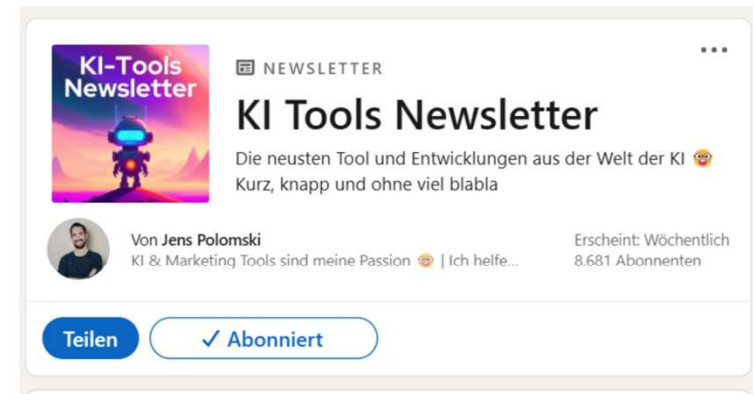 KI-Tools
Newsletter
NEWSLETTER
KI Tools Newsletter
Die neusten Tool und Entwicklungen aus der Welt der KI 🤓
Kurz, knapp und ohne viel blabla
Von Jens Polomski
KI & Marketing Tools sind meine Passion 🤓 | Ich helfe...
Erscheint: Wöchentlich
8.681 Abonnenten
Teilen
✓ Abonniert